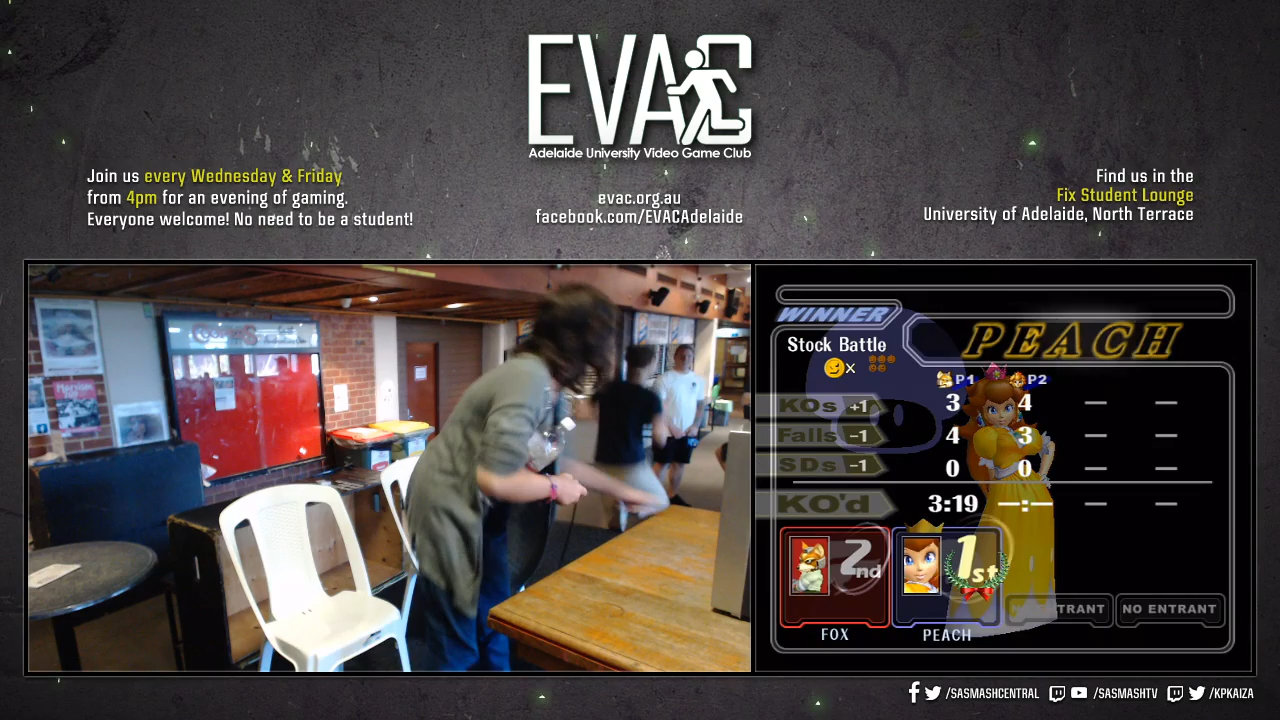 EVAC
Adelaide University Video Game Club
Join us every Wednesday & Friday
from 4pm for an evening of gaming.
Everyone welcome! No need to be a student!
evac.org.au
facebook.com/EVACAdelaide
Find us in the
Fix Student Lounge
University of Adelaide, North Terrace
Marxism
WINNER
PEACH
Stock Battle
X
P1 P2
KOs +1 3 4 — —
Falls -1 4 3 — —
SDs -1 0 0 — —
KO'd 3:19 —:— — —
2nd
1st
NO ENTRANT
FOX
PEACH
/SASMASHCENTRAL
/SASMASHTV
/KPKAIZA